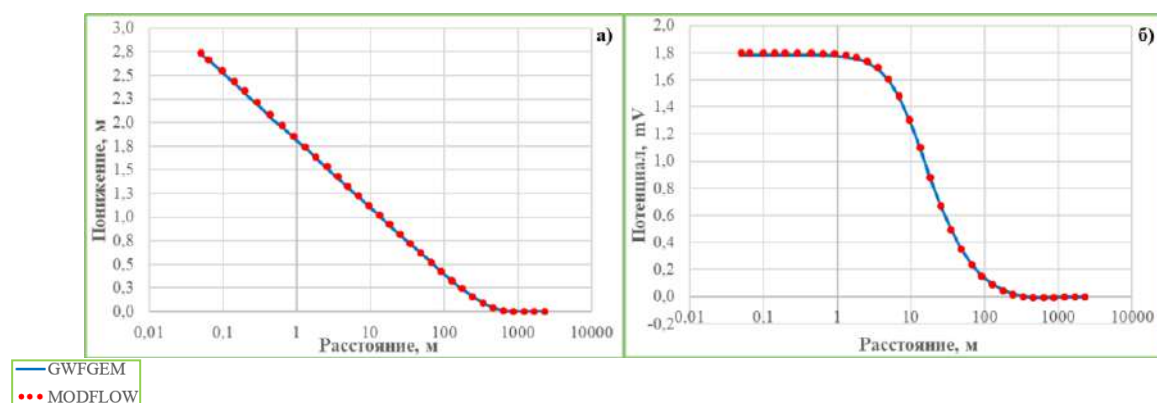 а)
Понижение, м
3,0
2,8
2,5
2,3
2,0
1,8
1,5
1,3
1,0
0,8
0,5
0,3
0,0
0,01 0,1 1 10 100 1000 10000
Расстояние, м
б)
Потенциал, mV
2,0
1,8
1,6
1,4
1,2
1,0
0,8
0,6
0,4
0,2
0,0
-0,2
0,01 0,1 1 10 100 1000 10000
Расстояние, м
GWFGEM
MODFLOW